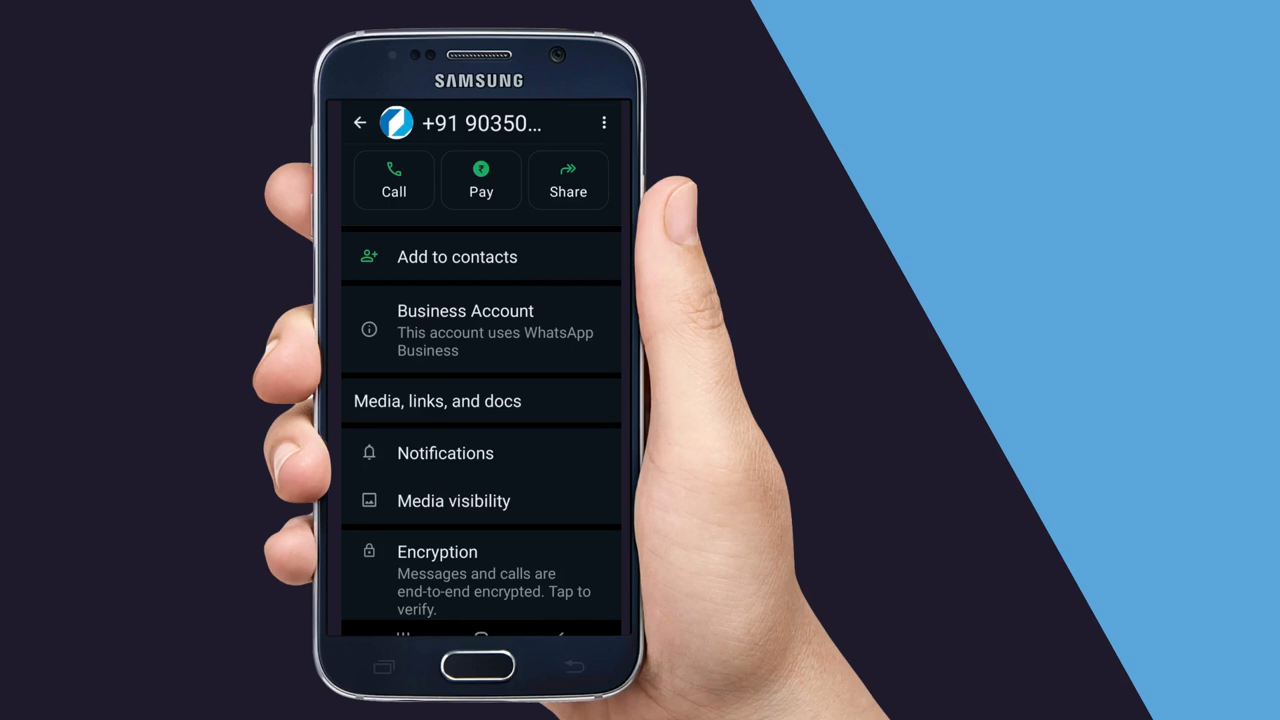 SAMSUNG
+91 90350...
Call
Pay
Share
Add to contacts
Business Account
This account uses WhatsApp
Business
Media, links, and docs
Notifications
Media visibility
Encryption
Messages and calls are
end-to-end encrypted. Tap to
verify.